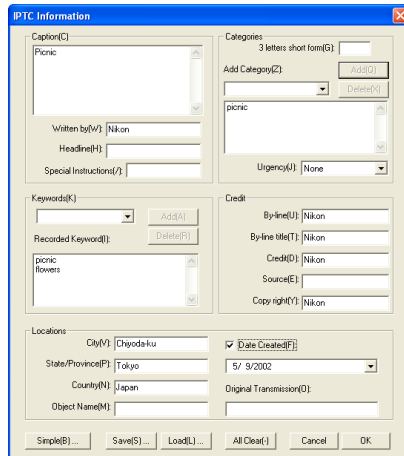 IPTC Information
Caption(C)
Picnic
Written by(W): Nikon
Headline(H):
Special Instructions(/):
Categories
3 letters short form(G):
Add Category(Z):
Add(Q)
Delete(X)
picnic
Urgency(J): None
Keywords(K)
Add(A)
Recorded Keyword(I):
Delete(R)
picnic
flowers
Credit
By-line(U): Nikon
By-line title(T): Nikon
Credit(D): Nikon
Source(E):
Copy right(Y): Nikon
Locations
City(V): Chiyoda-ku
State/Province(P): Tokyo
Country(N): Japan
Object Name(M):
Date Created(F):
5/ 9/2002
Original Transmission(O):
Simple(B) ... Save(S) ... Load(L) ... All Clear(-) Cancel OK